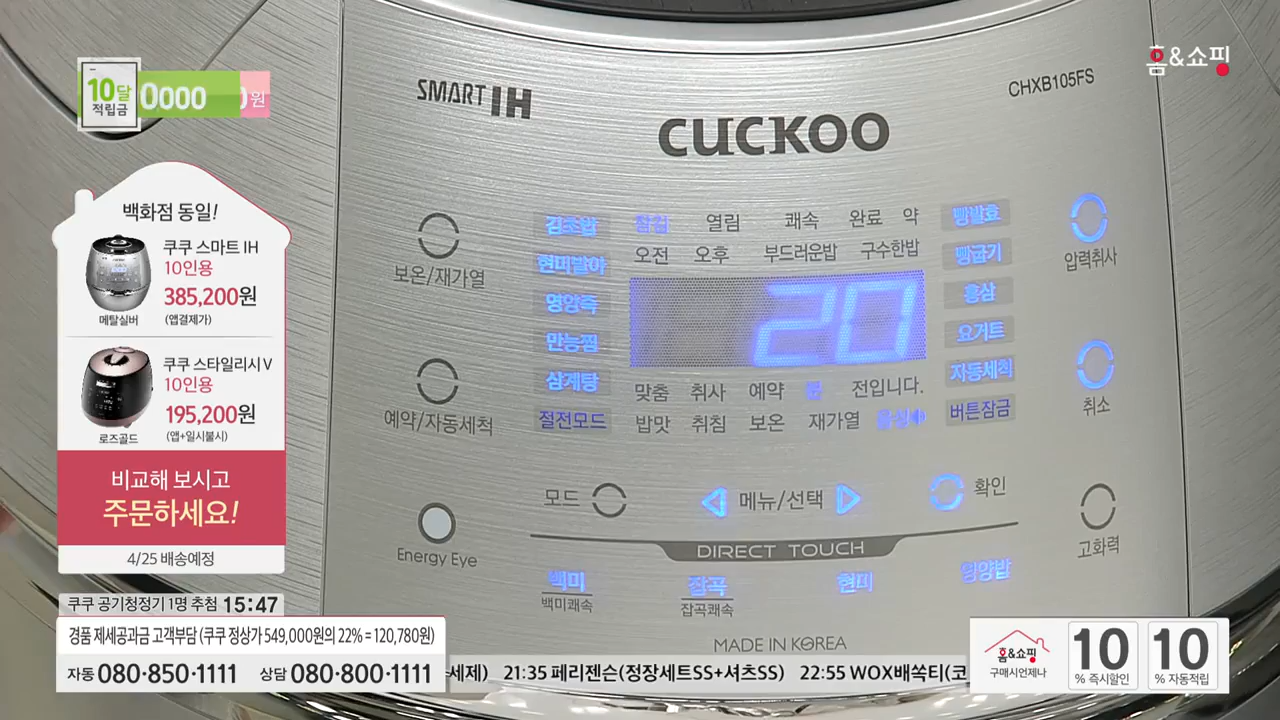 홈&쇼핑
10달
적립금
0000
원
백화점 동일!
쿠쿠 스마트 IH
10인용
385,200원
(앱결제가)
메탈실버
쿠쿠 스타일리시 V
10인용
195,200원
(앱+일시불시)
로즈골드
비교해 보시고
주문하세요!
4/25 배송예정
쿠쿠 공기청정기 1명 추첨 15:47
경품 제세공과금 고객부담 (쿠쿠 정상가 549,000원의 22% = 120,780원)
자동 080·850·1111 상담 080·800·1111
세제) 21:35 페리젠슨(정장세트SS+셔츠SS) 22:55 WOX배쏙티(코
홈&쇼핑
구매시언제나
10
% 즉시할인
10
% 자동적립
SMART IH
CHXB105FS
CUCKOO
보온/재가열
예약/자동세척
Energy Eye
김초밥
현미발아
영양죽
만능찜
삼계탕
절전모드
잠김 열림 쾌속 완료 약
오전 오후 부드러운밥 구수한밥
20
맞춤 취사 예약 분 전입니다.
밥맛 취침 보온 재가열 음성
빵발효
빵굽기
홍삼
요거트
자동세척
버튼잠금
압력취사
취소
고화력
모드
메뉴/선택
확인
DIRECT TOUCH
백미 잡곡 현미 영양밥
백미쾌속 잡곡쾌속
MADE IN KOREA